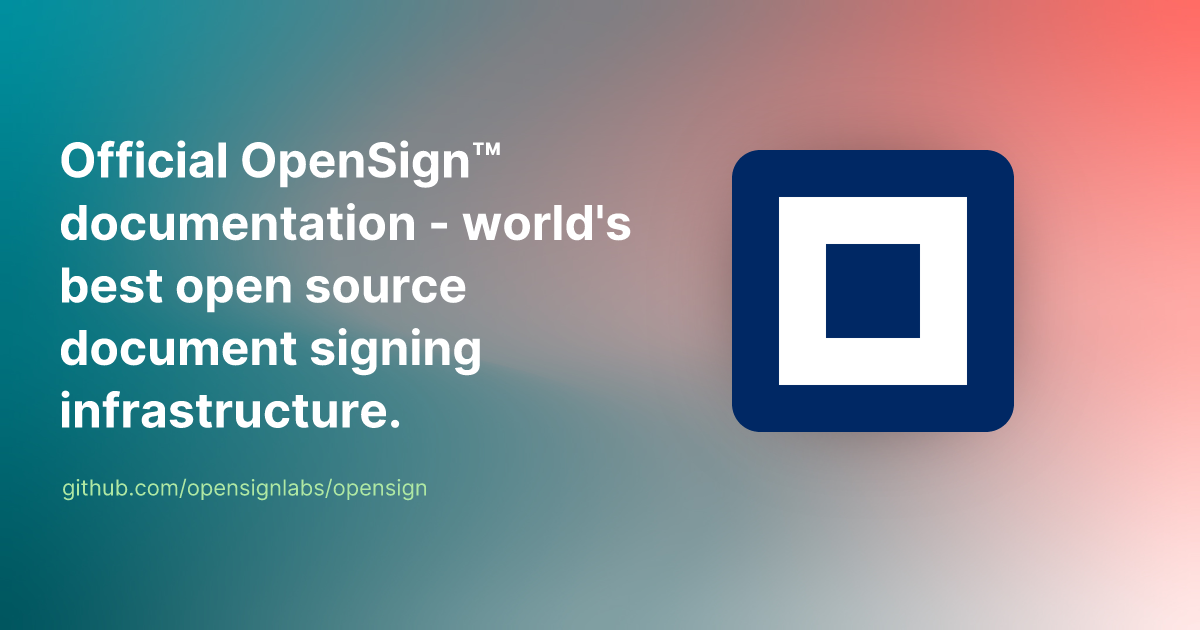 Official OpenSign™
documentation - world's
best open source
document signing
infrastructure.
github.com/opensignlabs/opensign